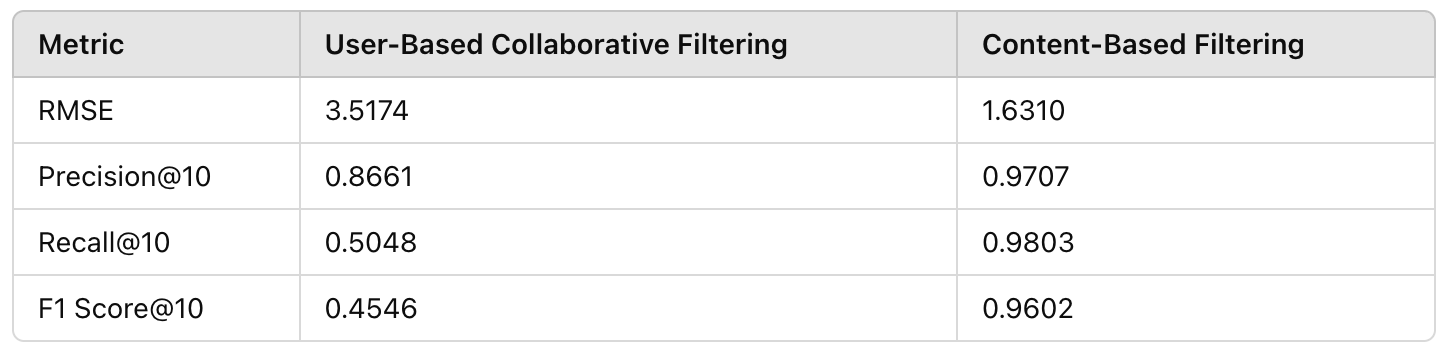 Metric User-Based Collaborative Filtering Content-Based Filtering
RMSE 3.5174 1.6310
Precision@10 0.8661 0.9707
Recall@10 0.5048 0.9803
F1 Score@10 0.4546 0.9602